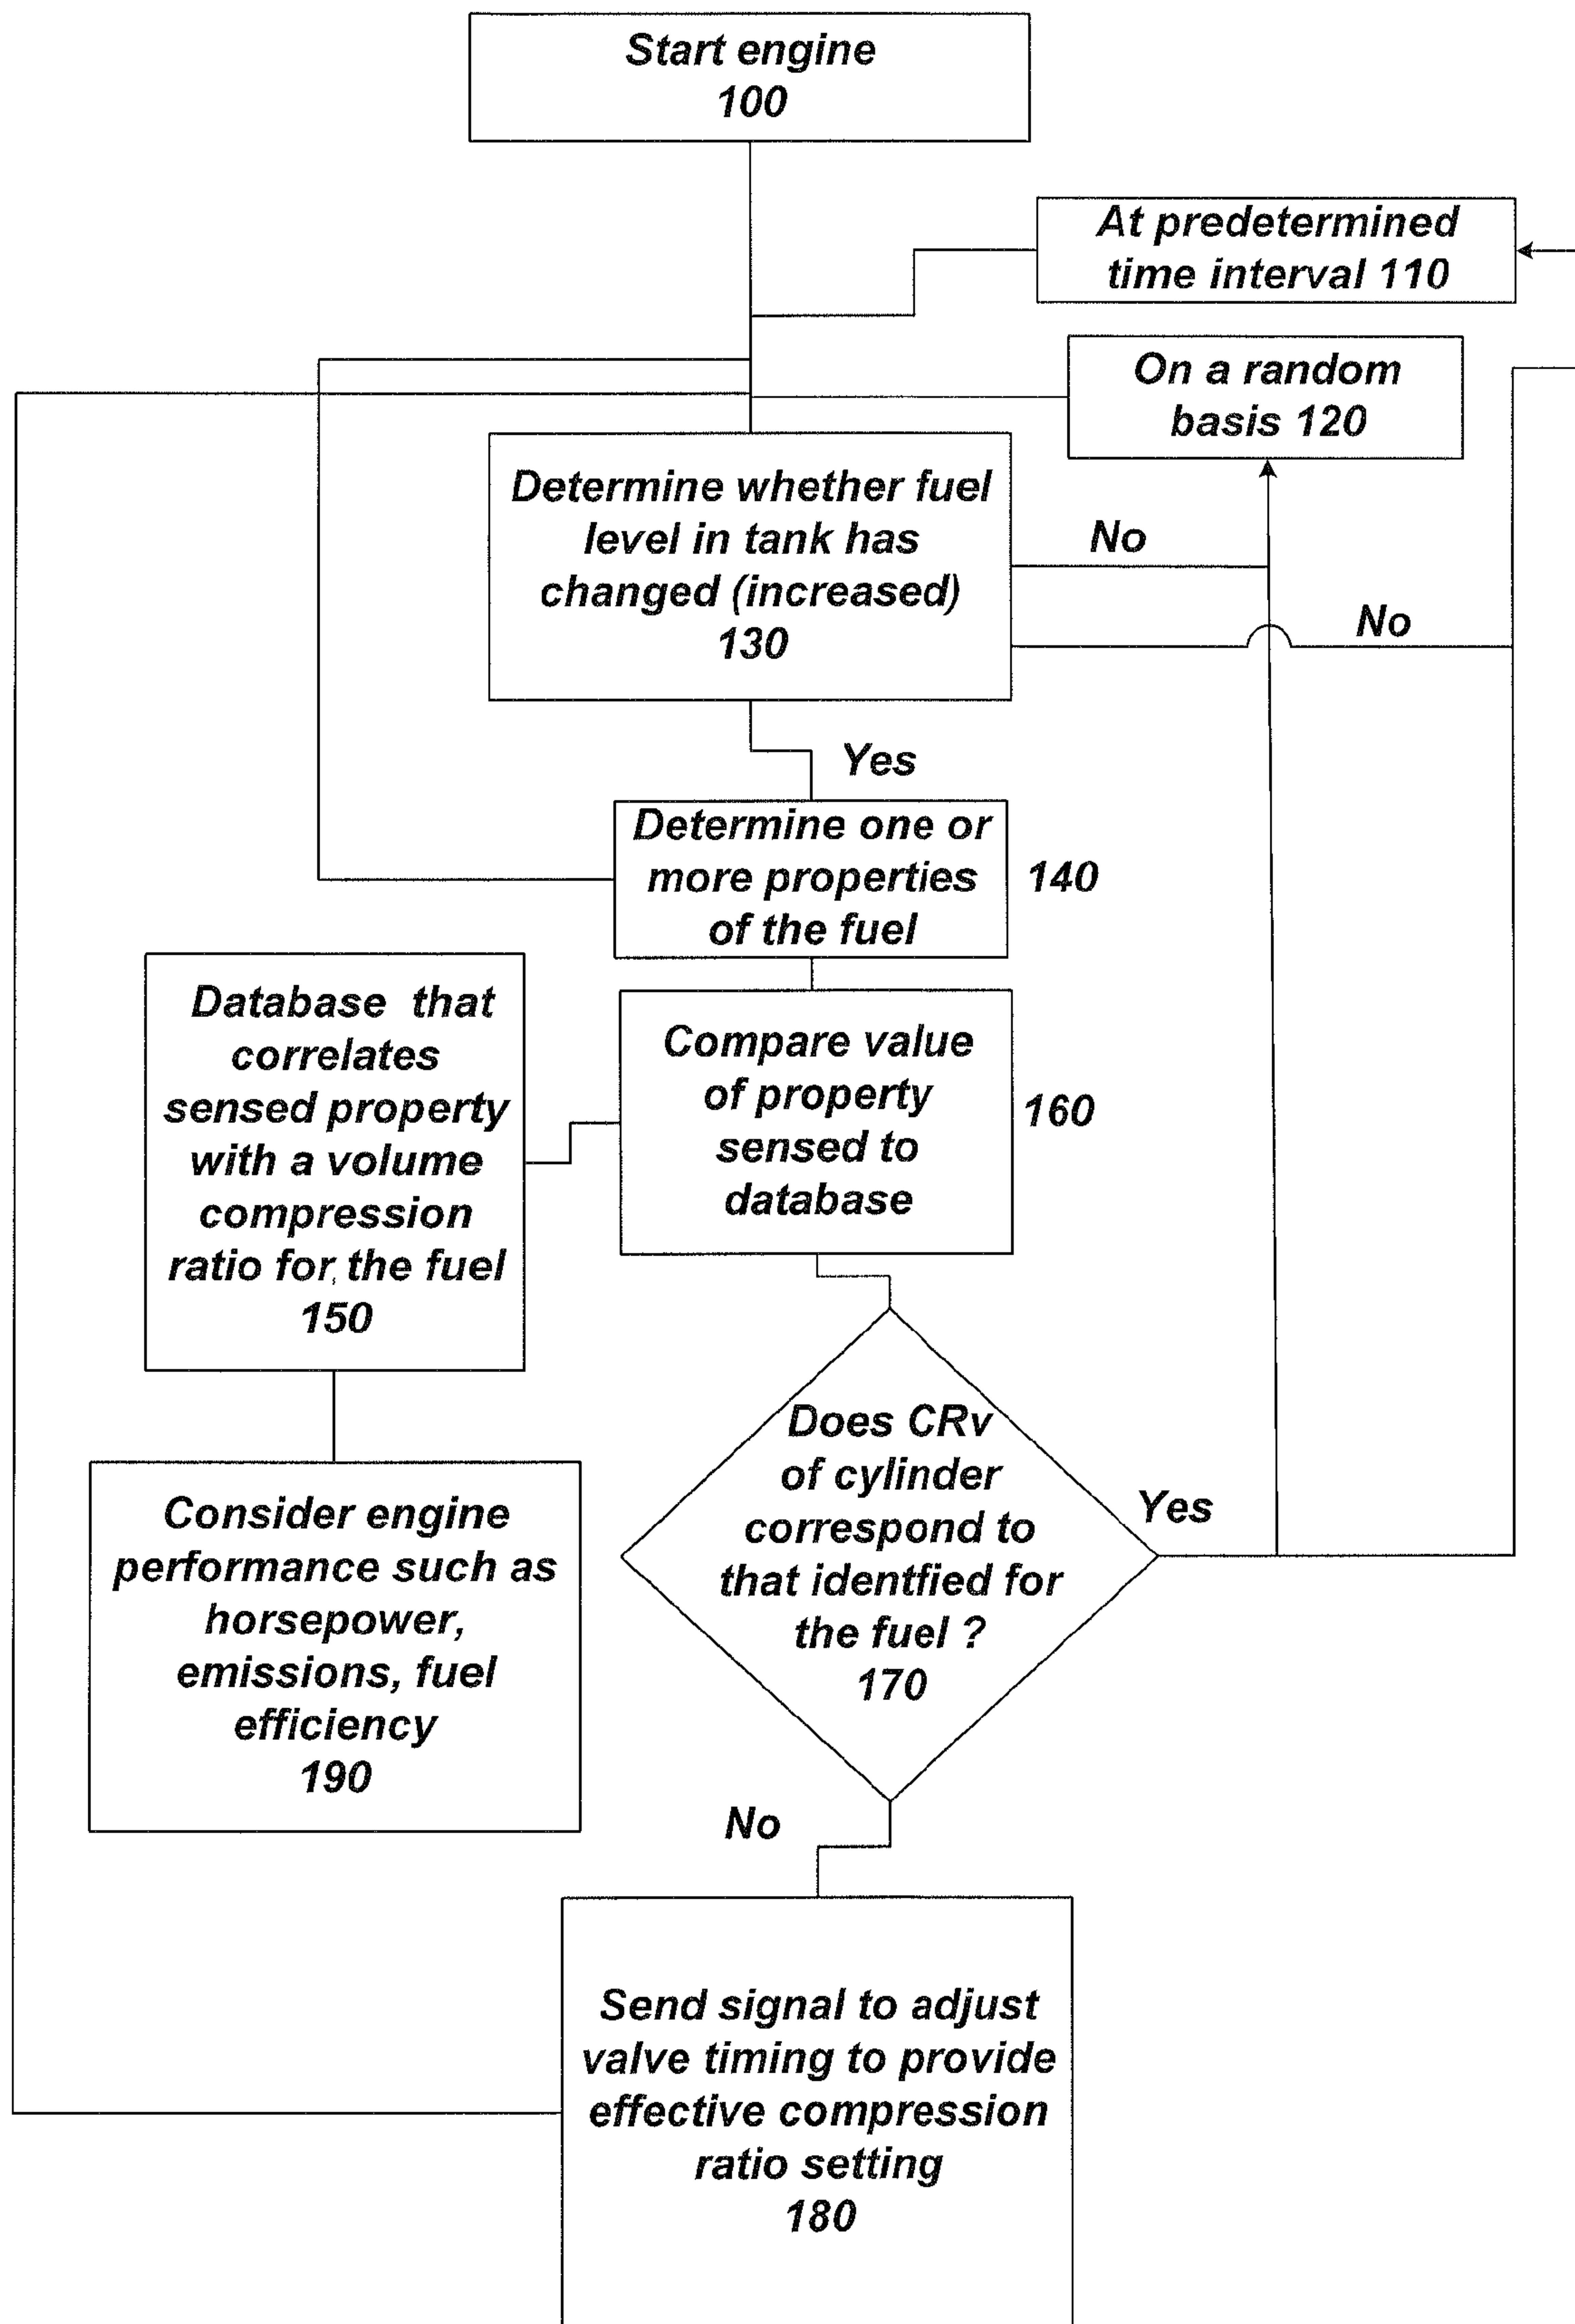 Start engine
100
At predetermined
time interval 110
On a random
basis 120
Determine whether fuel
level in tank has
changed (increased)
130
No
No
Yes
Determine one or
more properties
of the fuel
140
Database that
correlates
sensed property
with a volume
compression
ratio for the fuel
150
Compare value
of property
sensed to
database
160
Does CRv
of cylinder
correspond to
that identfied for
the fuel ?
170
Yes
Consider engine
performance such as
horsepower,
emissions, fuel
efficiency
190
No
Send signal to adjust
valve timing to provide
effective compression
ratio setting
180